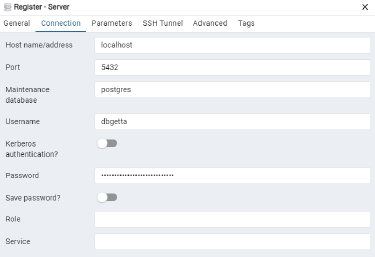 Register - Server
General Connection Parameters SSH Tunnel Advanced Tags
Host name/address localhost
Port 5432
Maintenance database postgres
Username dbgetta
Kerberos authentication?
Password ••••••••••••••••••••••••••••
Save password?
Role
Service